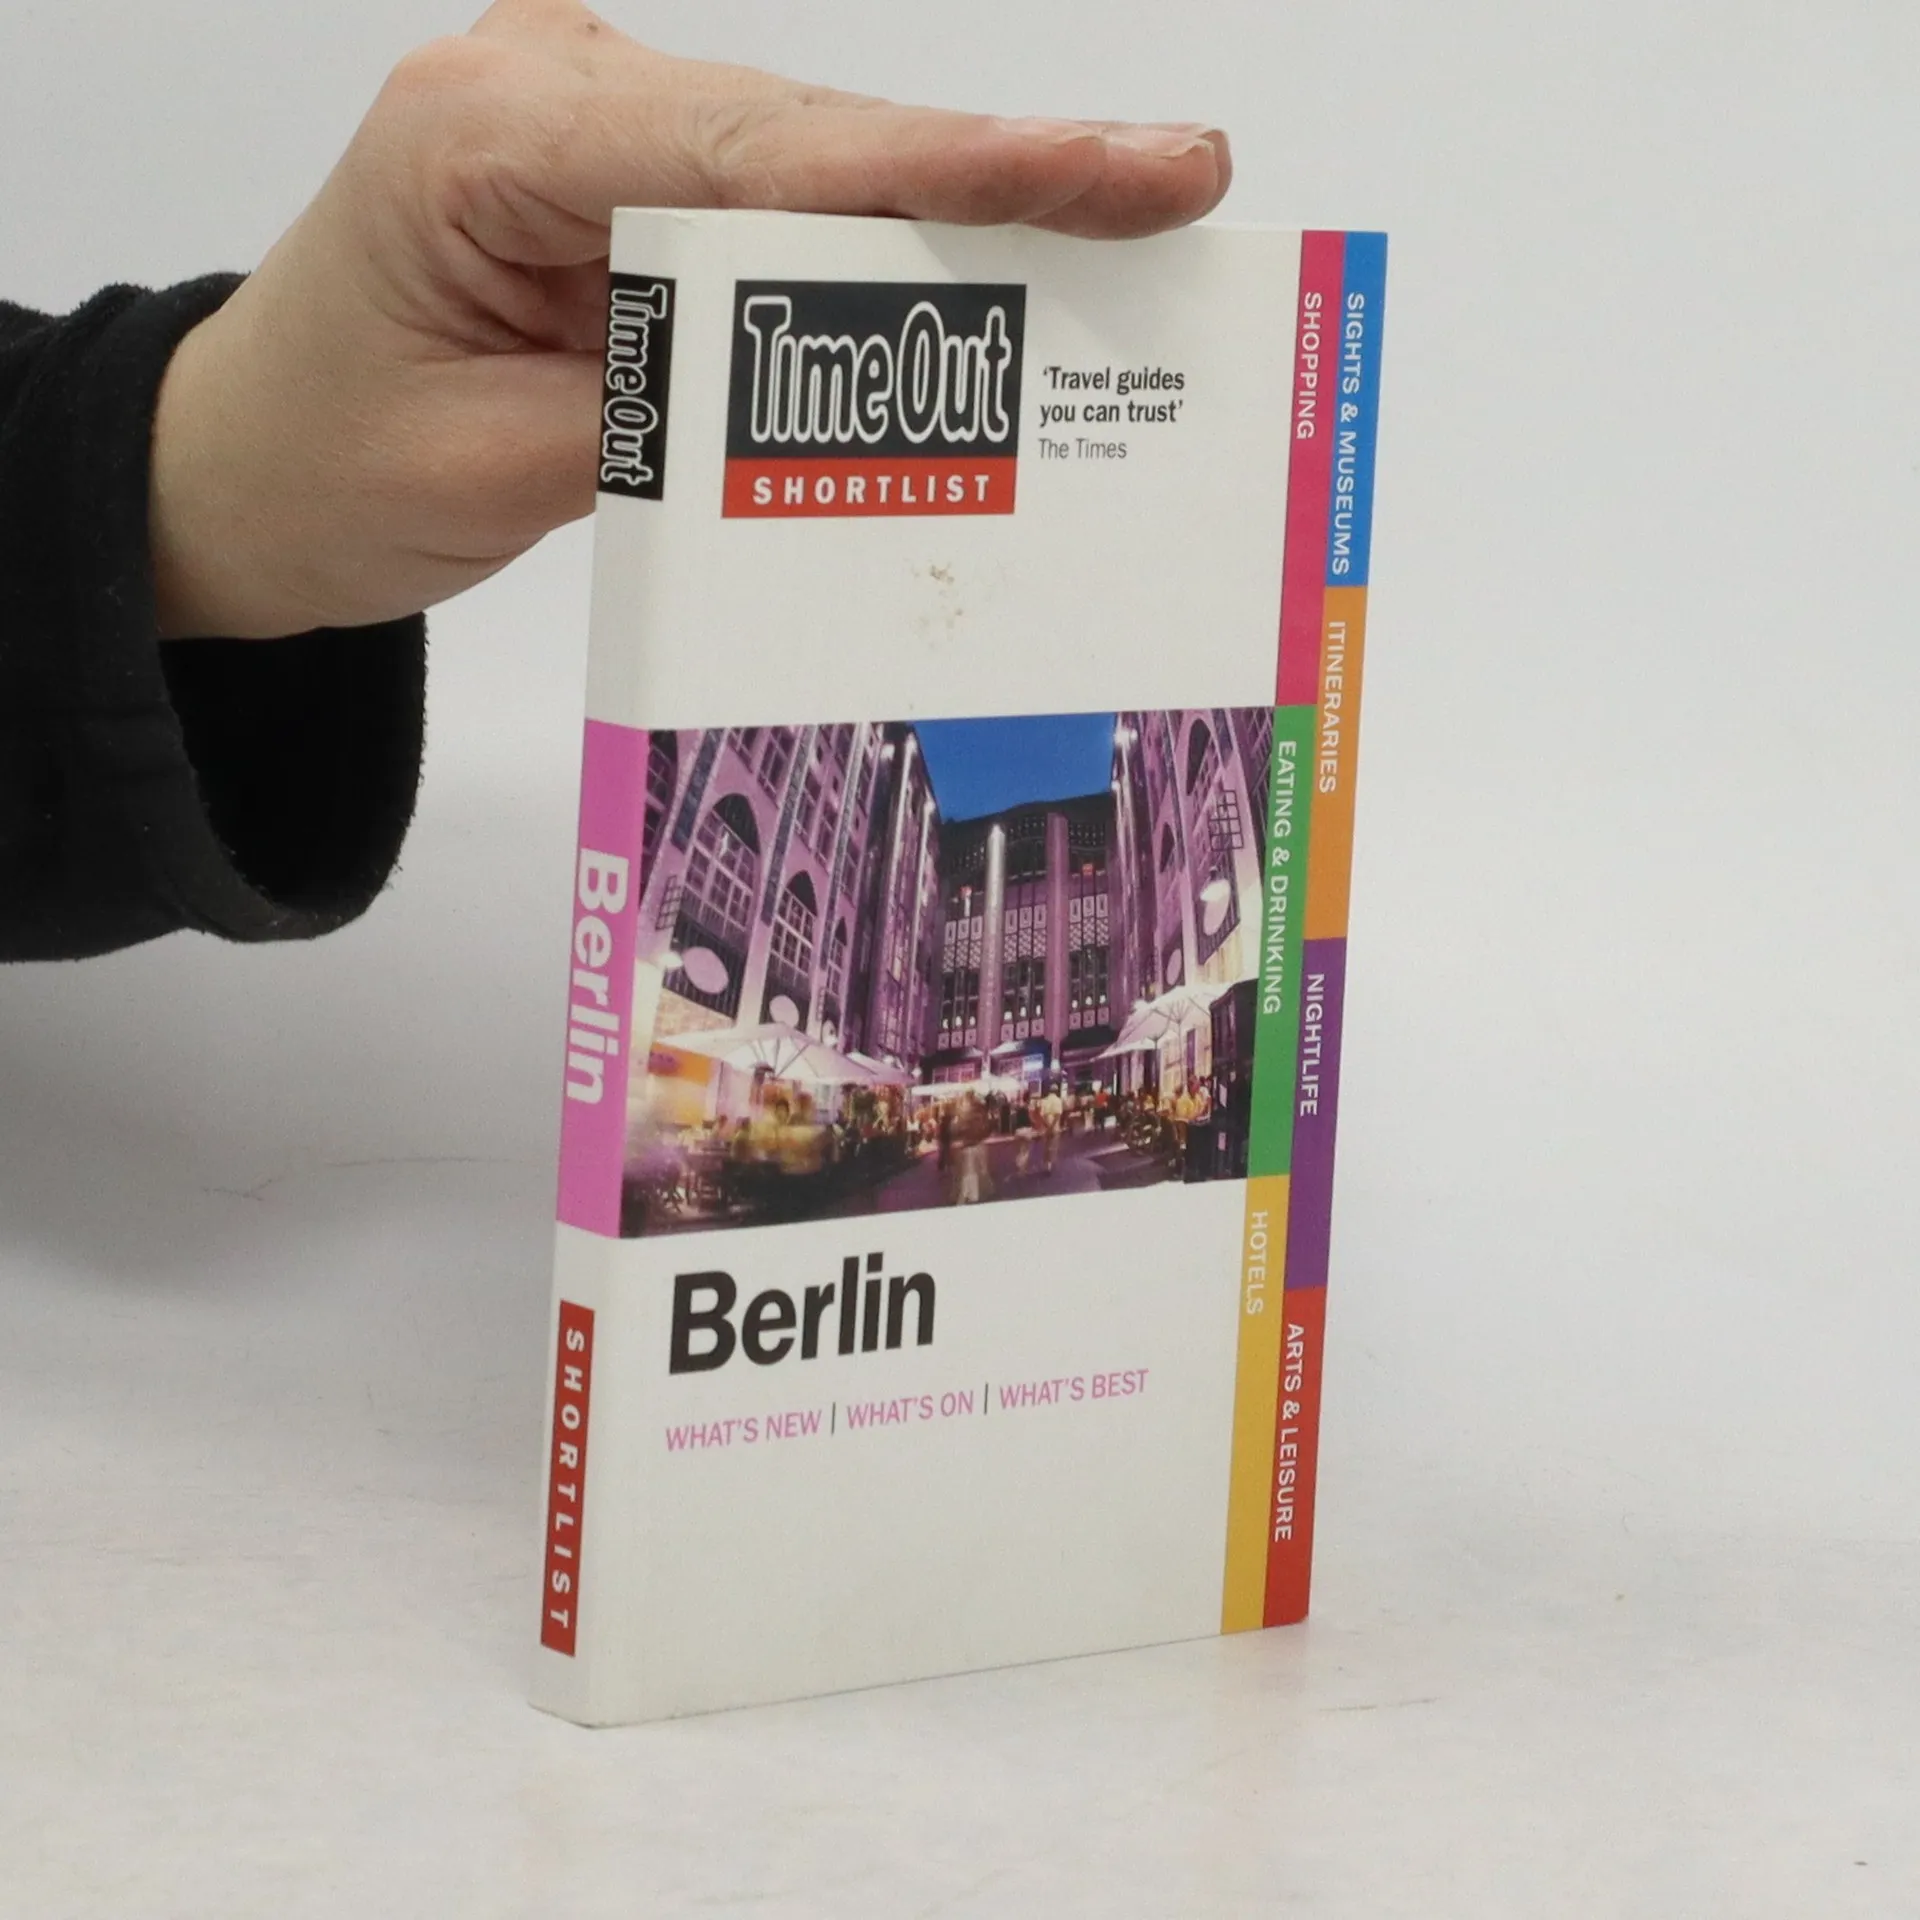 Time Out
SHORTLIST
Berlin
Time Out
SHORTLIST
‘Travel guides
you can trust’
The Times
Berlin
WHAT'S NEW | WHAT'S ON | WHAT'S BEST
SHOPPING
EATING & DRINKING
HOTELS
SIGHTS & MUSEUMS
ITINERARIES
NIGHTLIFE
ARTS & LEISURE